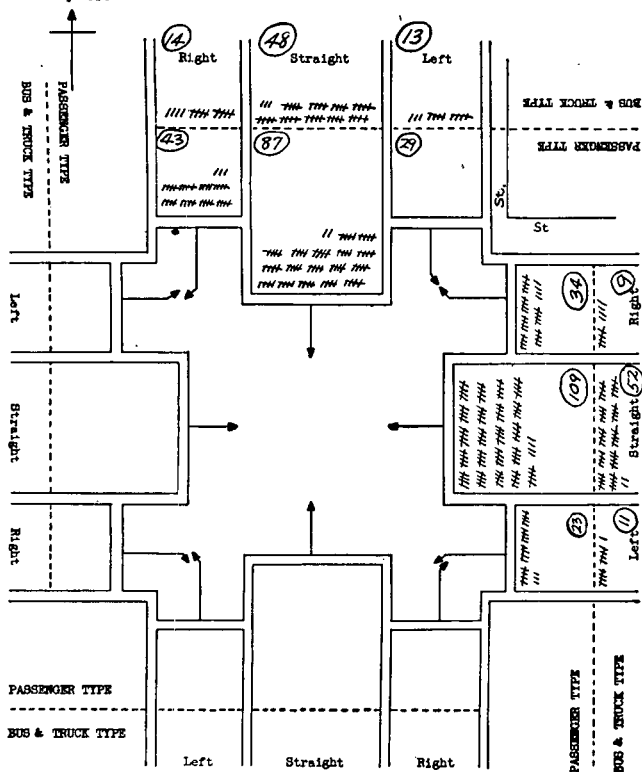 14 48 13
Right Straight Left
BUS & TRUCK TYPE
PASSENGER TYPE
BUS & TRUCK TYPE
PASSENGER TYPE
43 87 29
St.
St
Left
Straight
Right
34 9
Right
109 52
Straight
23 11
Left
PASSENGER TYPE
BUS & TRUCK TYPE
PASSENGER TYPE
BUS & TRUCK TYPE
Left Straight Right